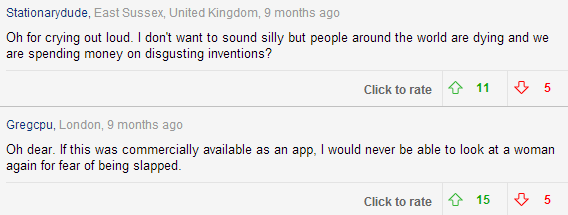 Stationarydude, East Sussex, United Kingdom, 9 months ago
Oh for crying out loud. I don't want to sound silly but people around the world are dying and we
are spending money on disgusting inventions?
Click to rate 11 5
Gregcpu, London, 9 months ago
Oh dear. If this was commercially available as an app, I would never be able to look at a woman
again for fear of being slapped.
Click to rate 15 5